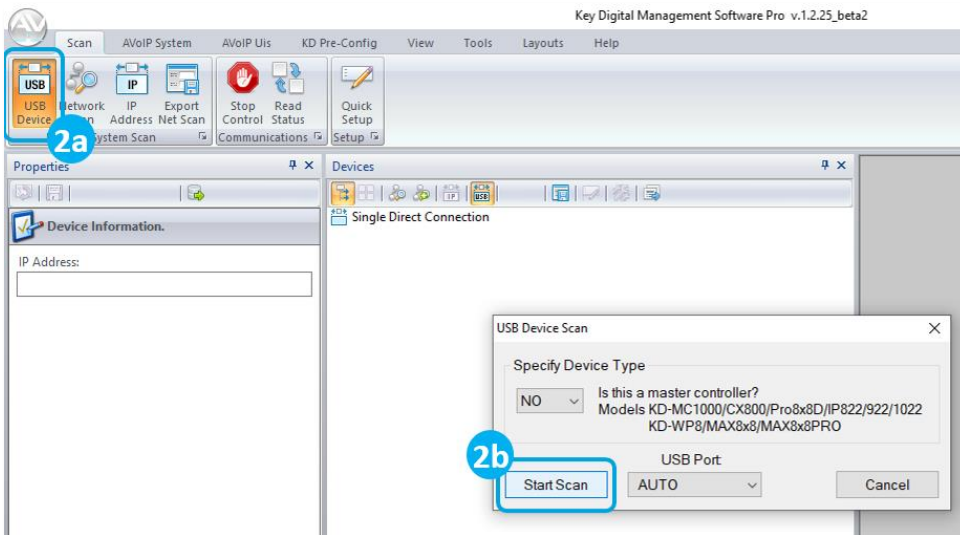 Key Digital Management Software Pro v.1.2.25_beta2
AV
Scan AVoIP System AVoIP Uis KD Pre-Config View Tools Layouts Help
USB IP
USB Network IP Export Stop Read Quick
Device Address Net Scan Control Status Setup
2a
System Scan Communications Setup
Properties Devices
IP USB
Single Direct Connection
Device Information.
IP Address:
USB Device Scan
Specify Device Type
NO
Is this a master controller?
Models KD-MC1000/CX800/Pro8x8D/IP822/922/1022
KD-WP8/MAX8x8/MAX8x8PRO
2b
USB Port
Start Scan AUTO Cancel